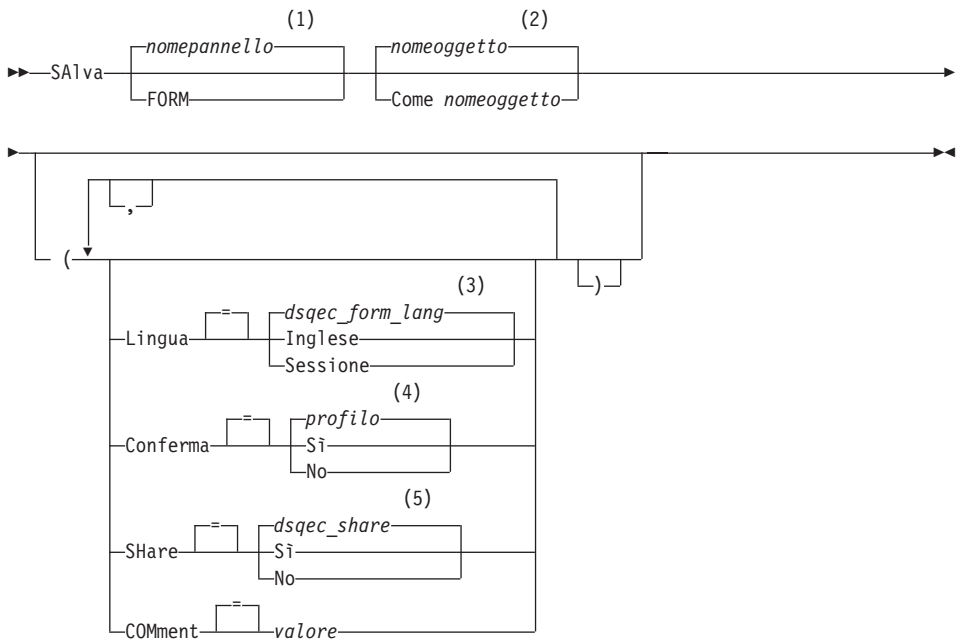 (1) (2)
nomepannello nomeoggetto
SAlva
FORM Come nomeoggetto
,
(
)
(3)
= dsqec_form_lang
Lingua Inglese
Sessione
(4)
= profilo
Conferma Sì
No
(5)
= dsqec_share
SHare Sì
No
=
COMment valore